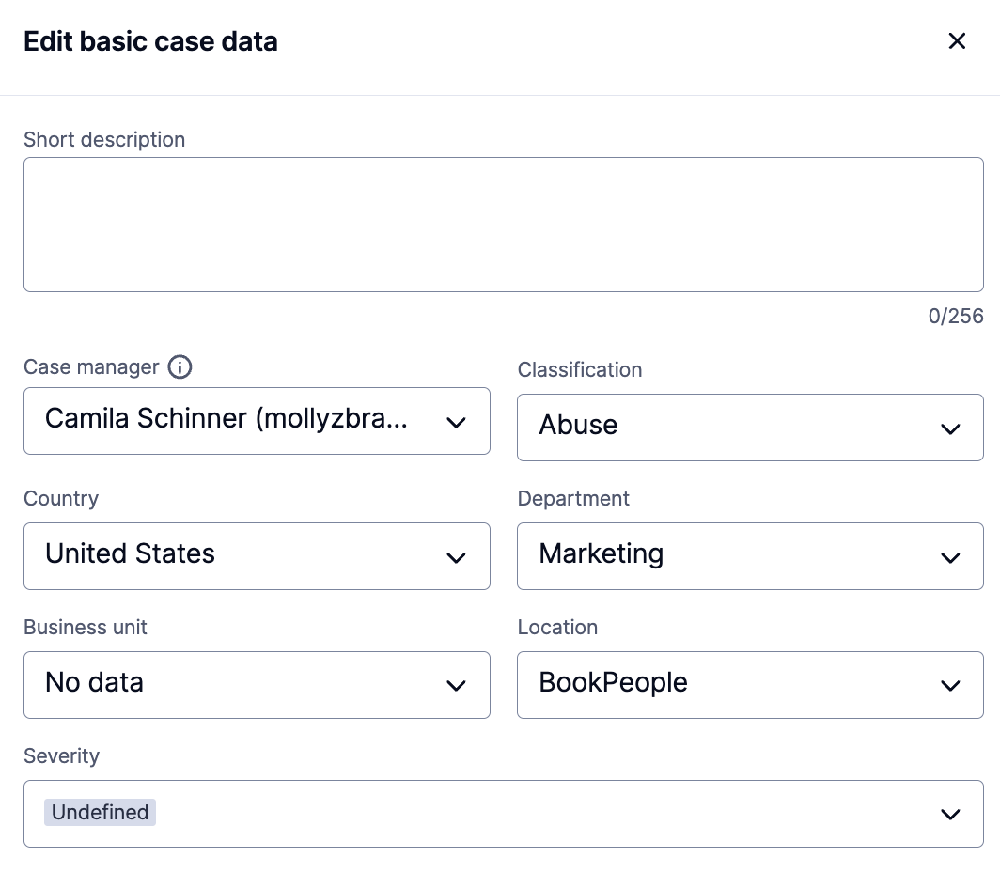 Edit basic case data
Short description
0/256
Case manager
Classification
Camila Schinner (mollyzbra...
Abuse
Country
Department
United States
Marketing
Business unit
Location
No data
BookPeople
Severity
Undefined